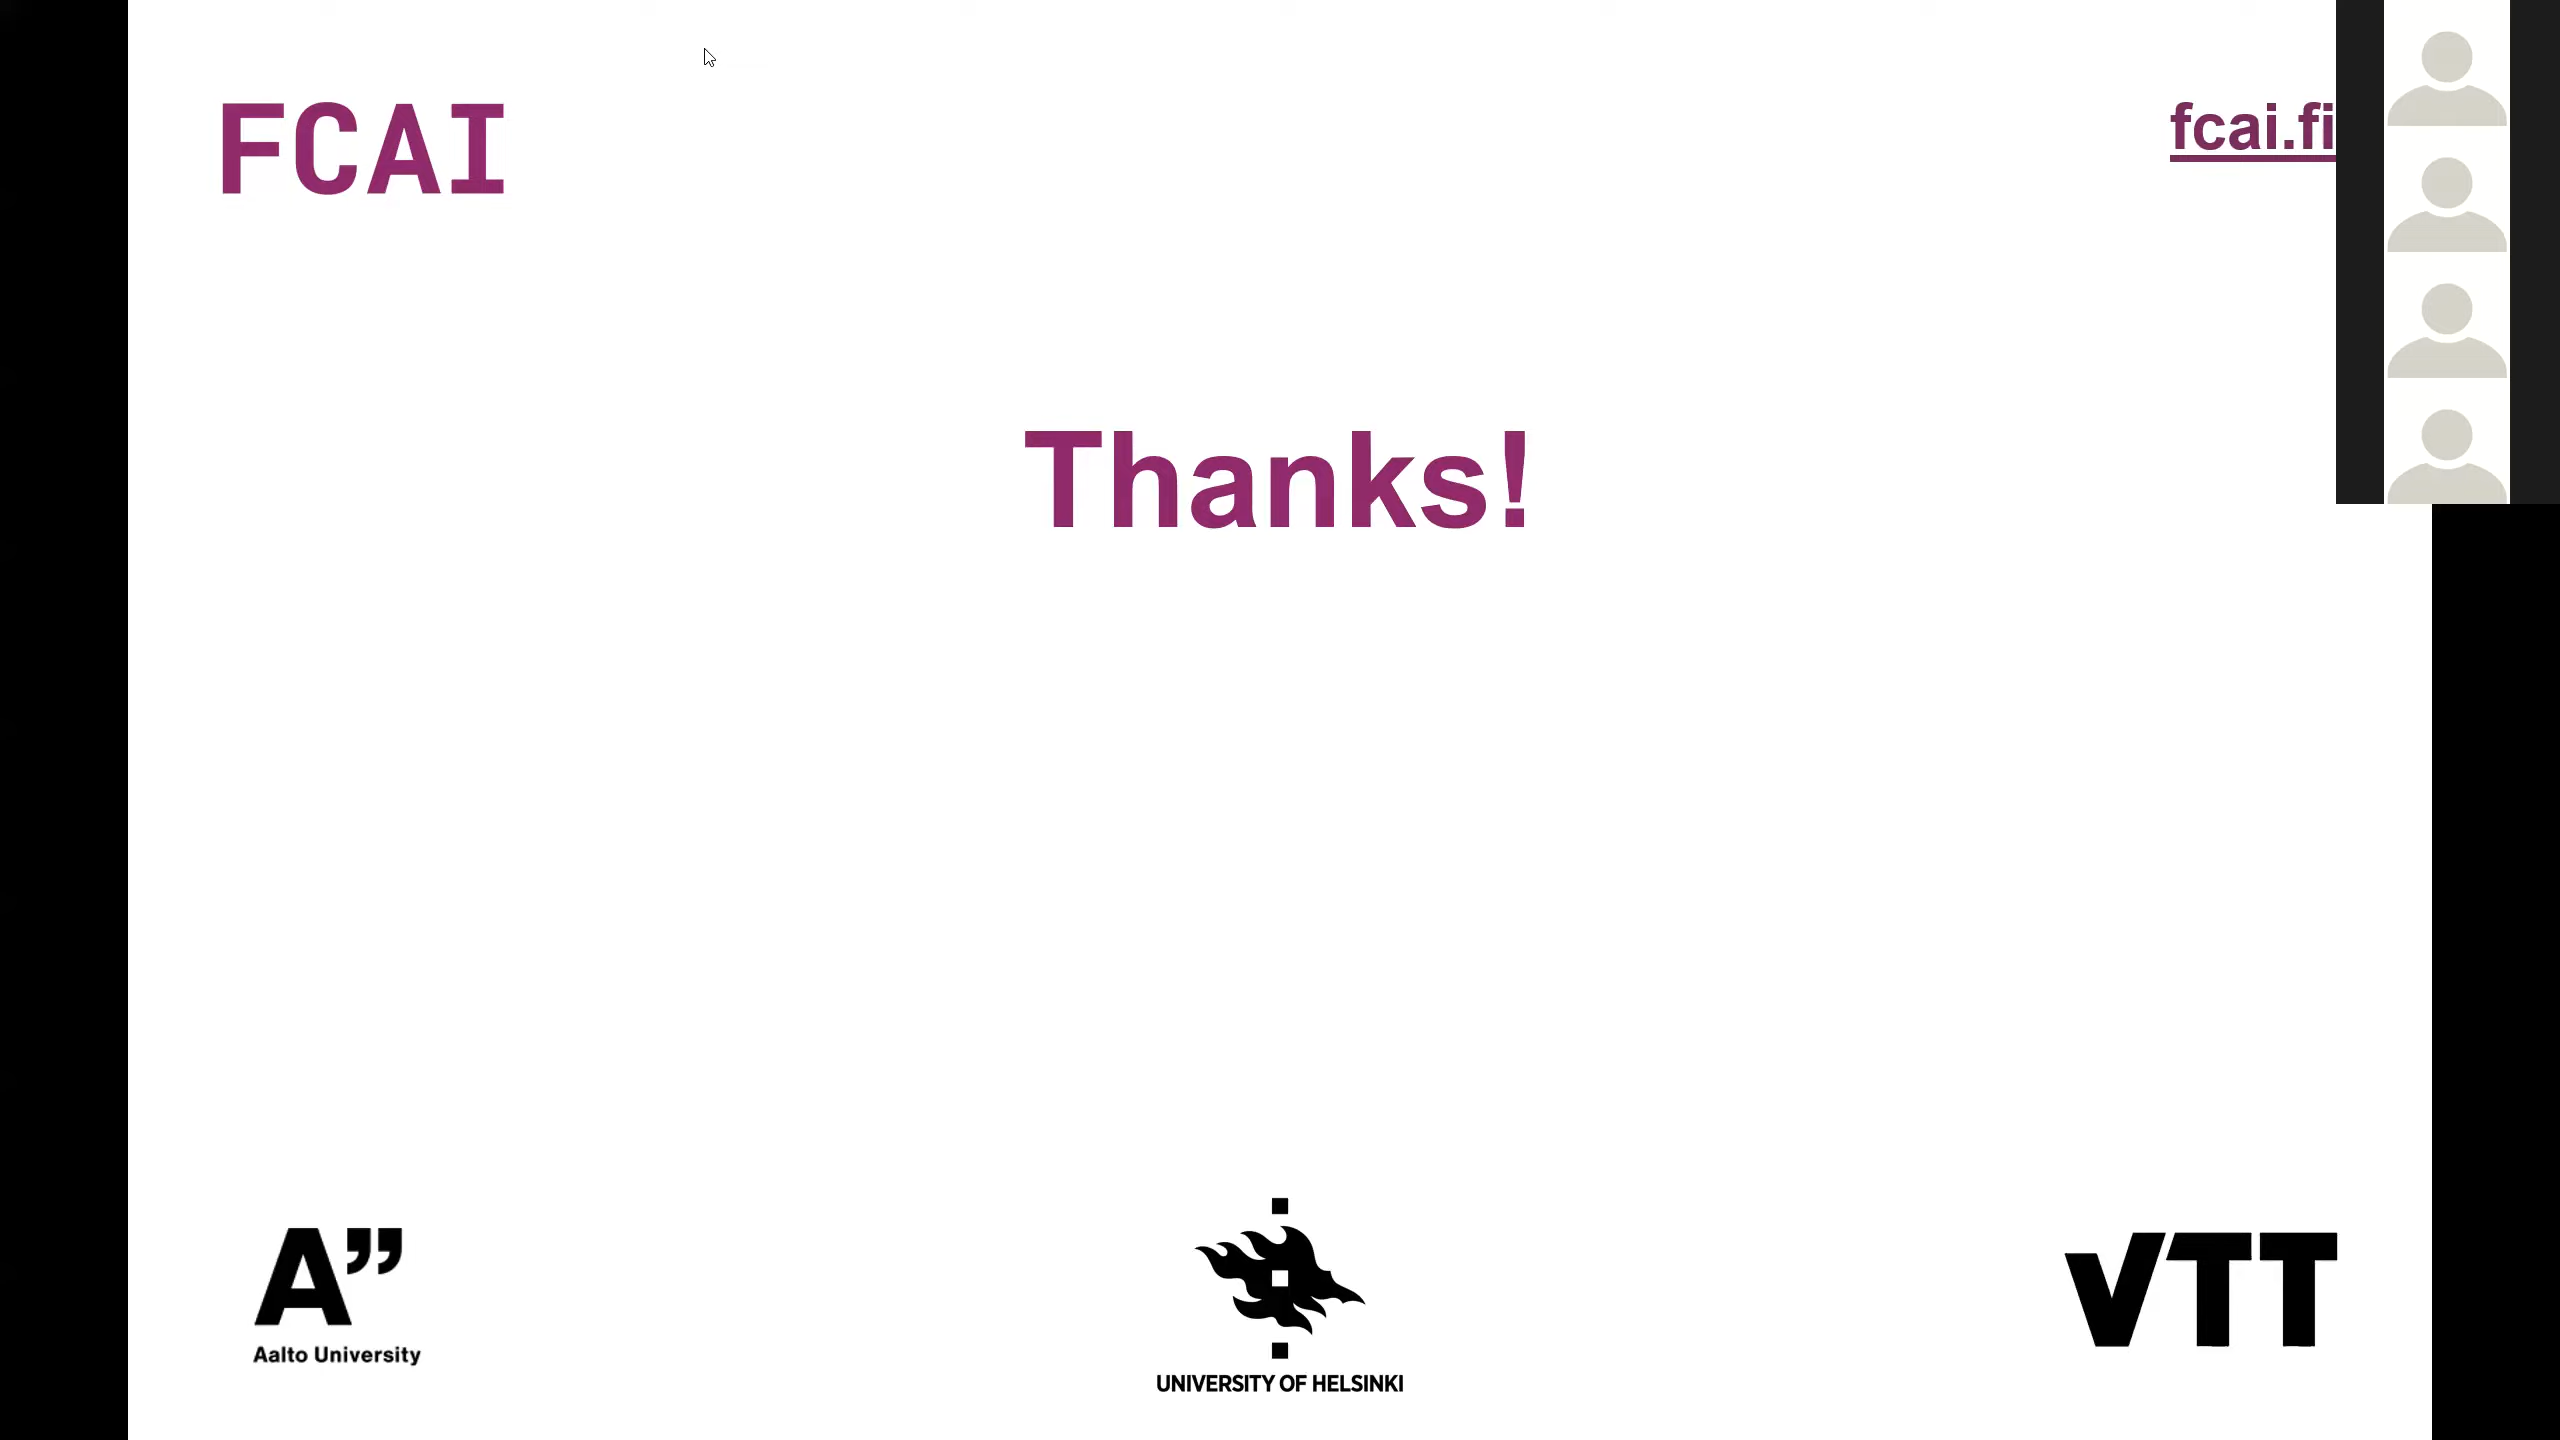 FCAI
fcai.fi
Thanks!
A”
Aalto University
UNIVERSITY OF HELSINKI
VTT